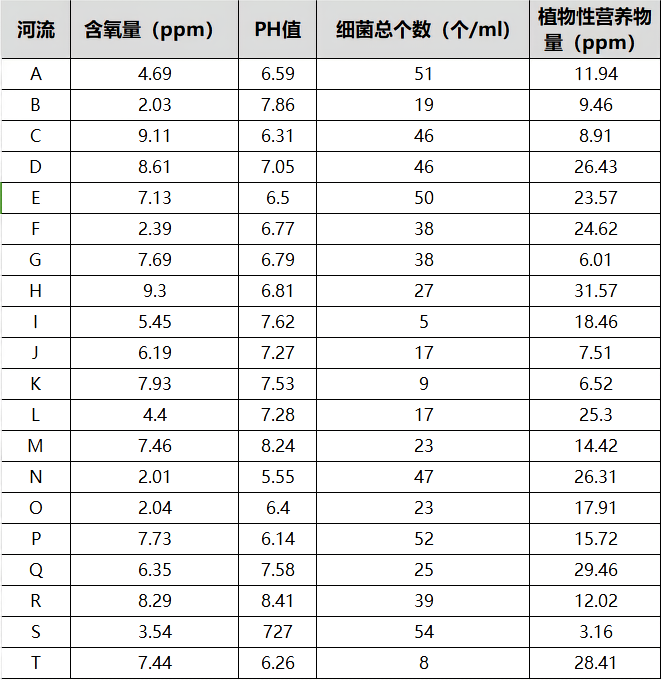 河流 含氧量（ppm） PH值 细菌总个数（个/ml） 植物性营养物量（ppm）
A 4.69 6.59 51 11.94
B 2.03 7.86 19 9.46
C 9.11 6.31 46 8.91
D 8.61 7.05 46 26.43
E 7.13 6.5 50 23.57
F 2.39 6.77 38 24.62
G 7.69 6.79 38 6.01
H 9.3 6.81 27 31.57
I 5.45 7.62 5 18.46
J 6.19 7.27 17 7.51
K 7.93 7.53 9 6.52
L 4.4 7.28 17 25.3
M 7.46 8.24 23 14.42
N 2.01 5.55 47 26.31
O 2.04 6.4 23 17.91
P 7.73 6.14 52 15.72
Q 6.35 7.58 25 29.46
R 8.29 8.41 39 12.02
S 3.54 727 54 3.16
T 7.44 6.26 8 28.41